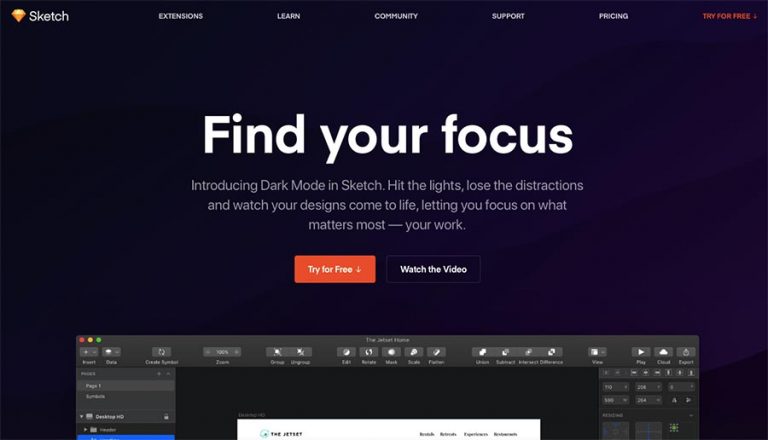 Sketch
EXTENSIONS
LEARN
COMMUNITY
SUPPORT
PRICING
TRY FOR FREE ↓
Find your focus
Introducing Dark Mode in Sketch. Hit the lights, lose the distractions
and watch your designs come to life, letting you focus on what
matters most — your work.
Try for Free ↓
Watch the Video
The Jetset Home
100%
Insert
Data
Create Symbol
Zoom
Group
Ungroup
Edit
Rotate
Mask
Scale
Flatten
Union
Subtract
Intersect
Difference
View
Play
Cloud
Export
PAGES
Page 1
Symbols
Desktop HD
Header
Desktop HD
THE JETSET
Rentals
Retreats
Experiences
Restaurants
110
208
0
264
RESIZING